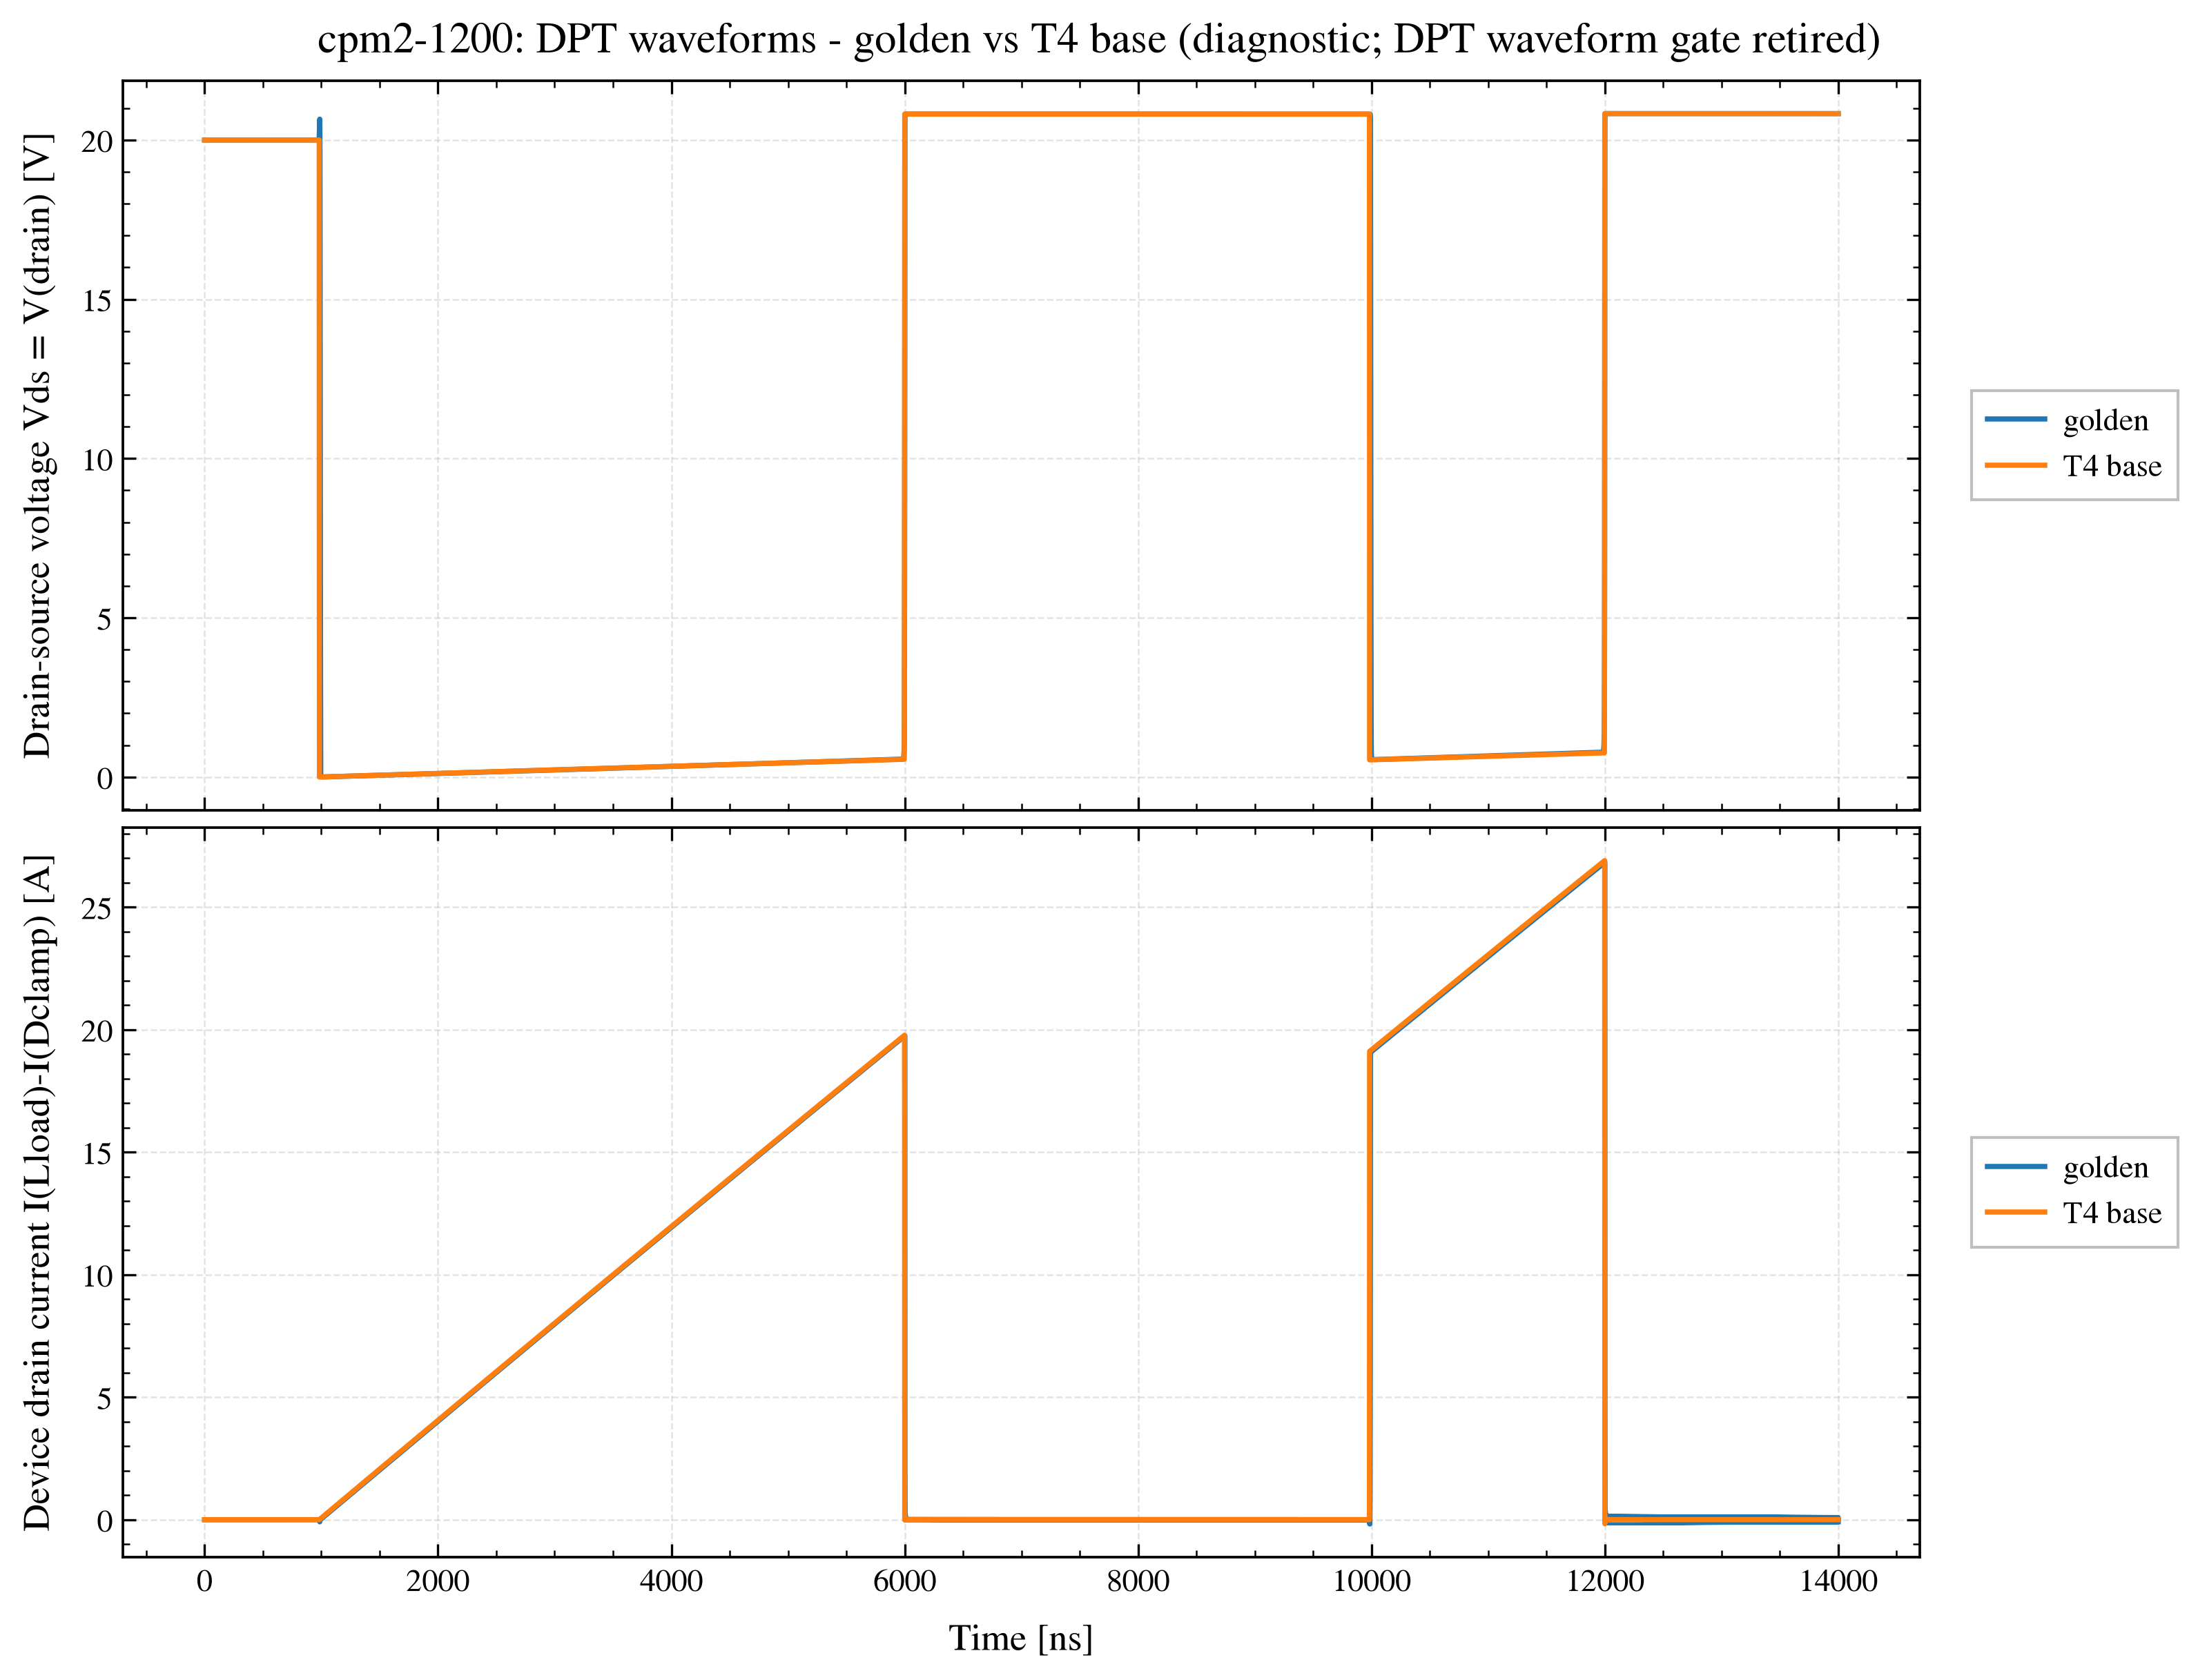 cpm2-1200: DPT waveforms - golden vs T4 base (diagnostic; DPT waveform gate retired)
Drain-source voltage Vds = V(drain) [V]
20
15
10
5
0
golden
T4 base
Device drain current I(Lload)-I(Dclamp) [A]
25
20
15
10
5
0
golden
T4 base
0 2000 4000 6000 8000 10000 12000 14000
Time [ns]